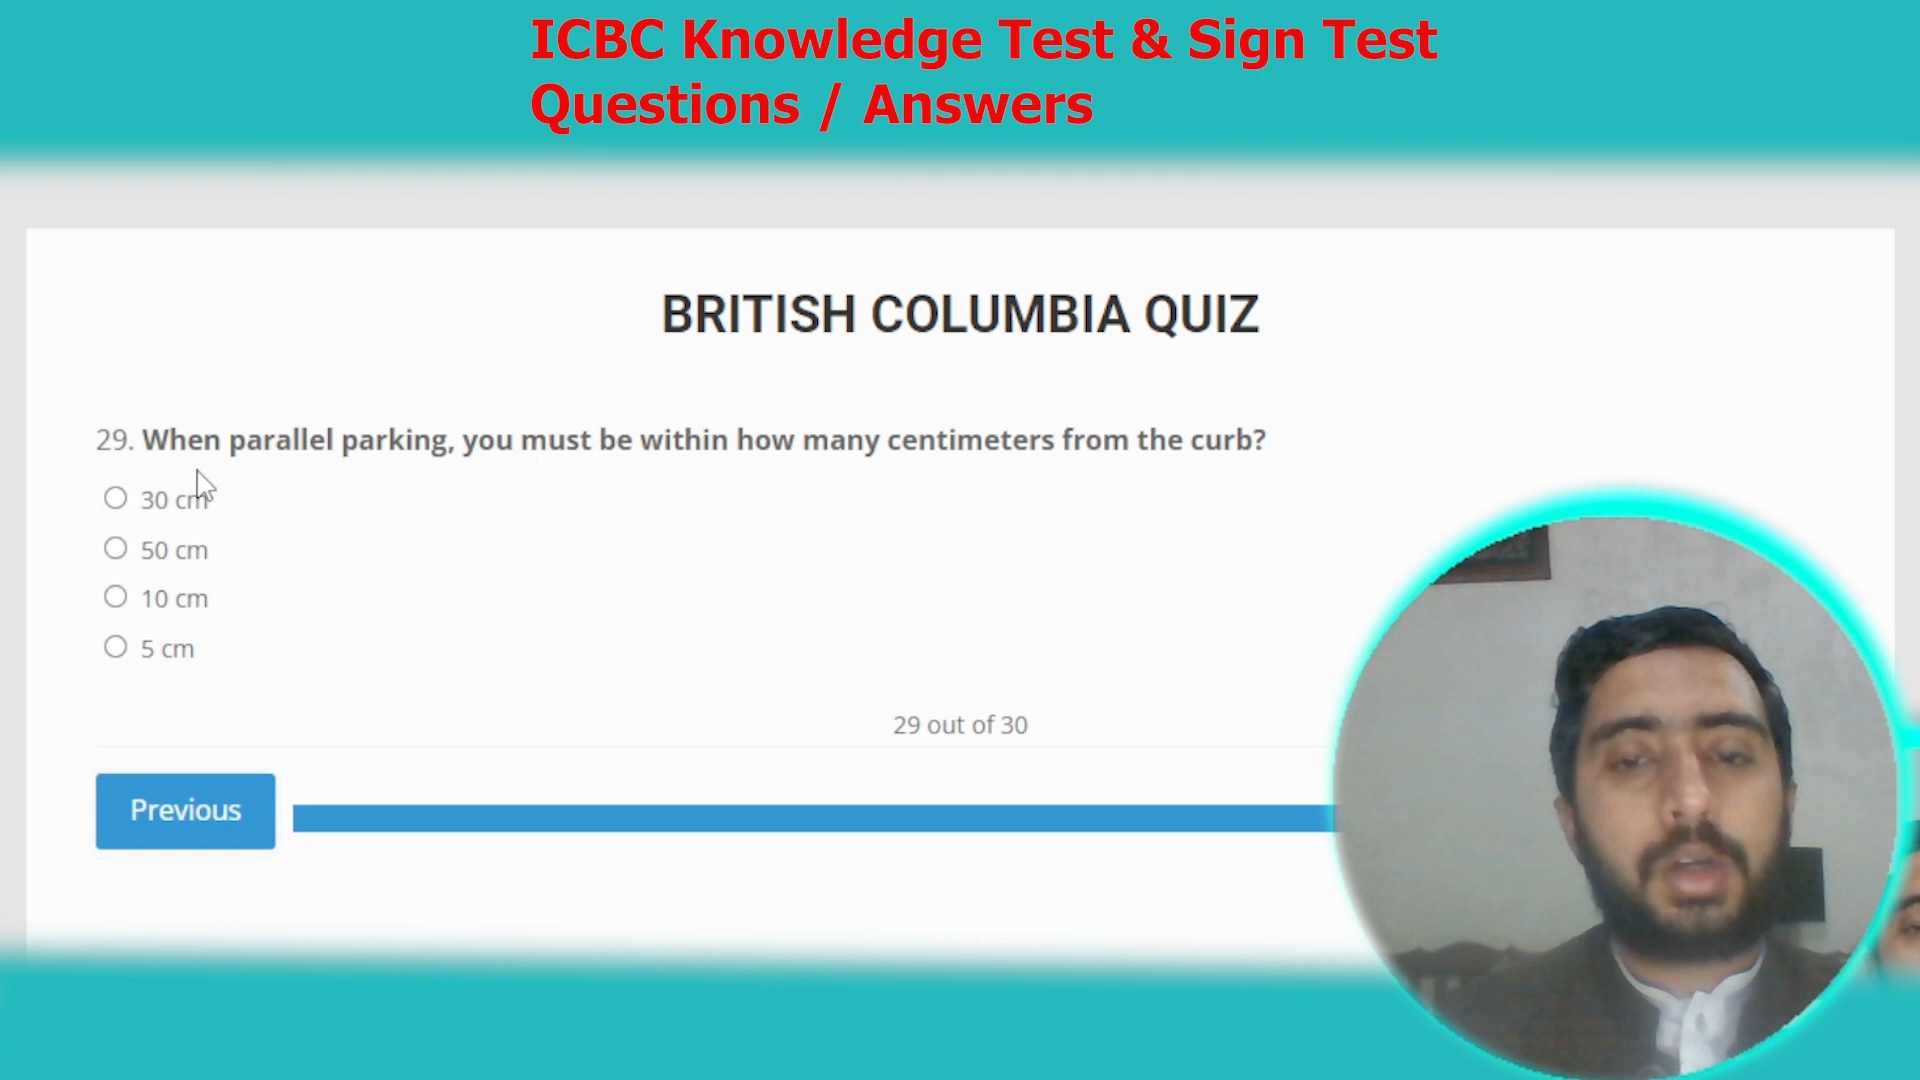 ICBC Knowledge Test & Sign Test
Questions / Answers
BRITISH COLUMBIA QUIZ
29. When parallel parking, you must be within how many centimeters from the curb?
30 cm
50 cm
10 cm
5 cm
29 out of 30
Previous